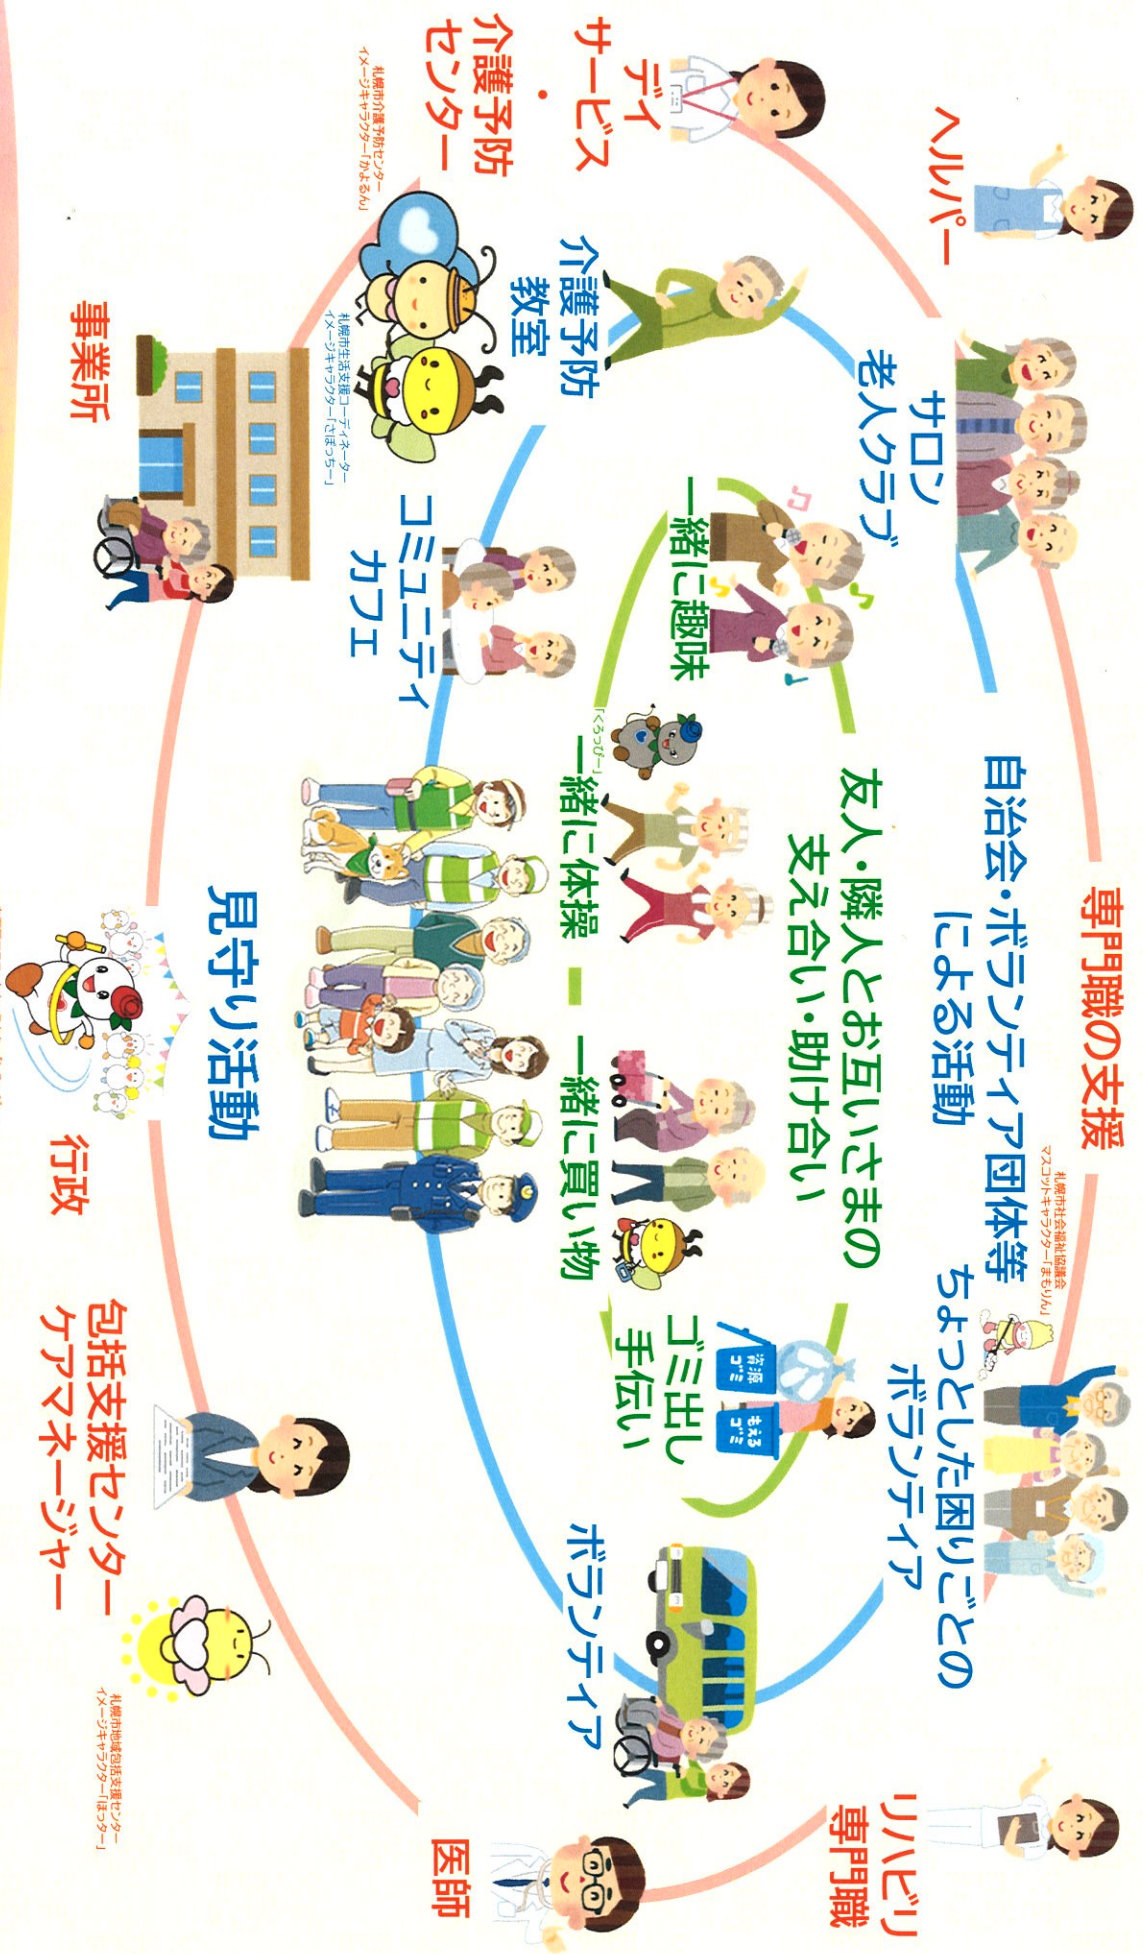 専門職の支援
ヘルパー
リハビリ
専門職
札幌市社会福祉協議会
マスコットキャラクター「まもりん」
自治会・ボランティア団体等
による活動
サロン
老人クラブ
ちょっとした困りごとの
ボランティア
友人・隣人とお互いさまの
支え合い・助け合い
一緒に趣味
資源
ゴミ
もえる
ゴミ
ゴミ出し
手伝い
デイ
サービス
・
介護予防
センター
札幌市介護予防センター
イメージキャラクター「かよるん」
介護予防
教室
「くろっぴー」
一緒に体操
一緒に買い物
ボランティア
札幌市生活支援コーディネーター
イメージキャラクター「さぽっちー」
コミュニティ
カフェ
医師
見守り活動
事業所
行政
包括支援センター
ケアマネージャー
札幌市地域包括支援センター
イメージキャラクター「ほっター」